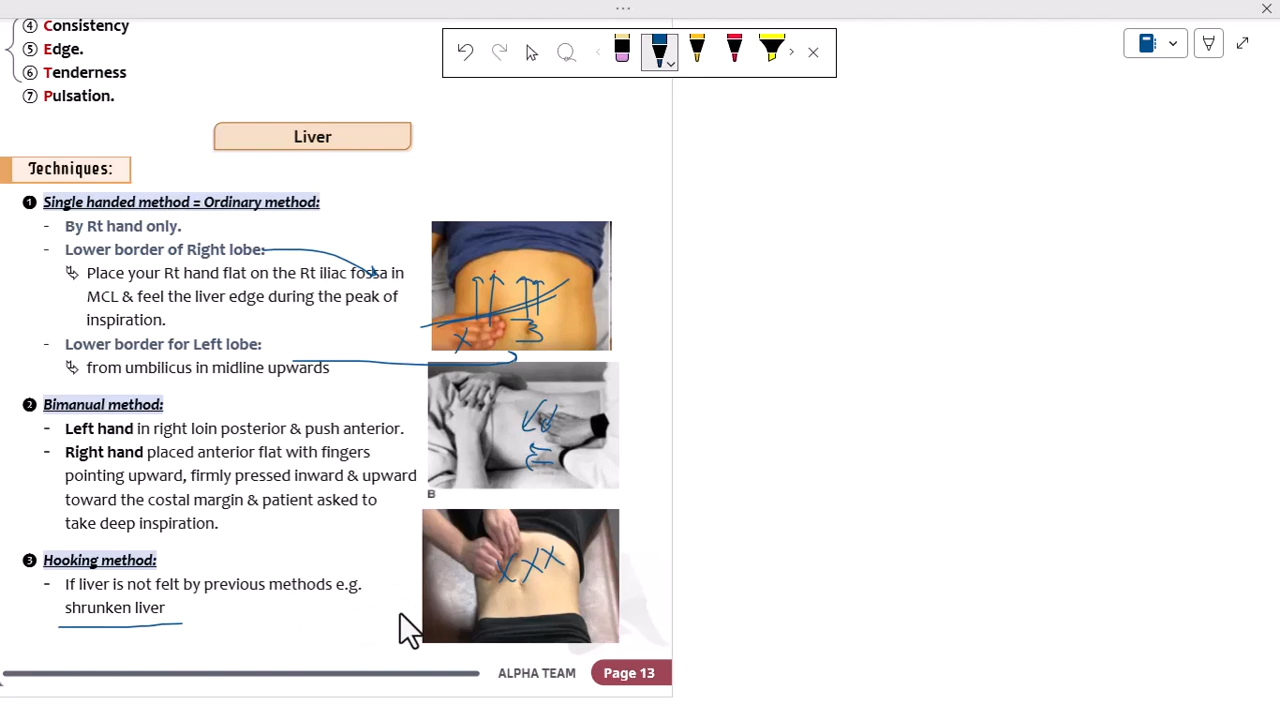 ④ Consistency
⑤ Edge.
⑥ Tenderness
⑦ Pulsation.
Liver
Techniques:
❶ Single handed method = Ordinary method:
- By Rt hand only.
- Lower border of Right lobe:
↳ Place your Rt hand flat on the Rt iliac fossa in
MCL & feel the liver edge during the peak of
inspiration.
- Lower border for Left lobe:
↳ from umbilicus in midline upwards
❷ Bimanual method:
- Left hand in right loin posterior & push anterior.
- Right hand placed anterior flat with fingers
pointing upward, firmly pressed inward & upward
toward the costal margin & patient asked to
take deep inspiration.
B
❸ Hooking method:
- If liver is not felt by previous methods e.g.
shrunken liver
ALPHA TEAM
Page 13